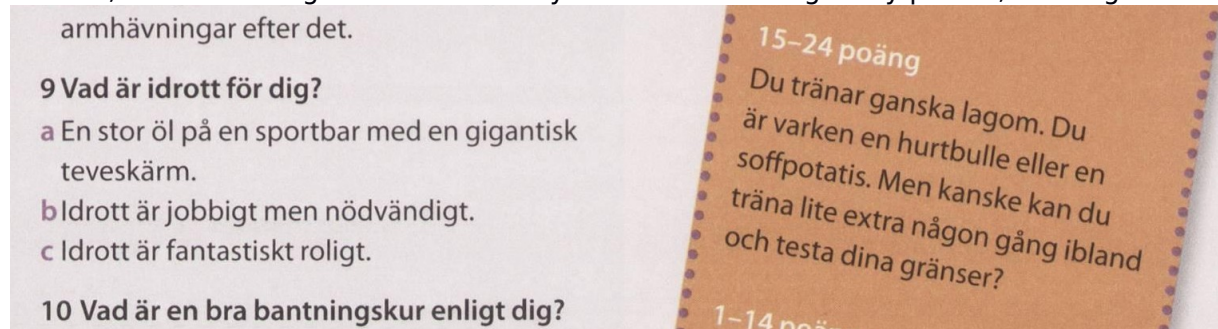 armhävningar efter det.
9 Vad är idrott för dig?
a En stor öl på en sportbar med en gigantisk
teveskärm.
b Idrott är jobbigt men nödvändigt.
c Idrott är fantastiskt roligt.
10 Vad är en bra bantningskur enligt dig?
15–24 poäng
Du tränar ganska lagom. Du
är varken en hurtbulle eller en
soffpotatis. Men kanske kan du
träna lite extra någon gång ibland
och testa dina gränser?
1–14